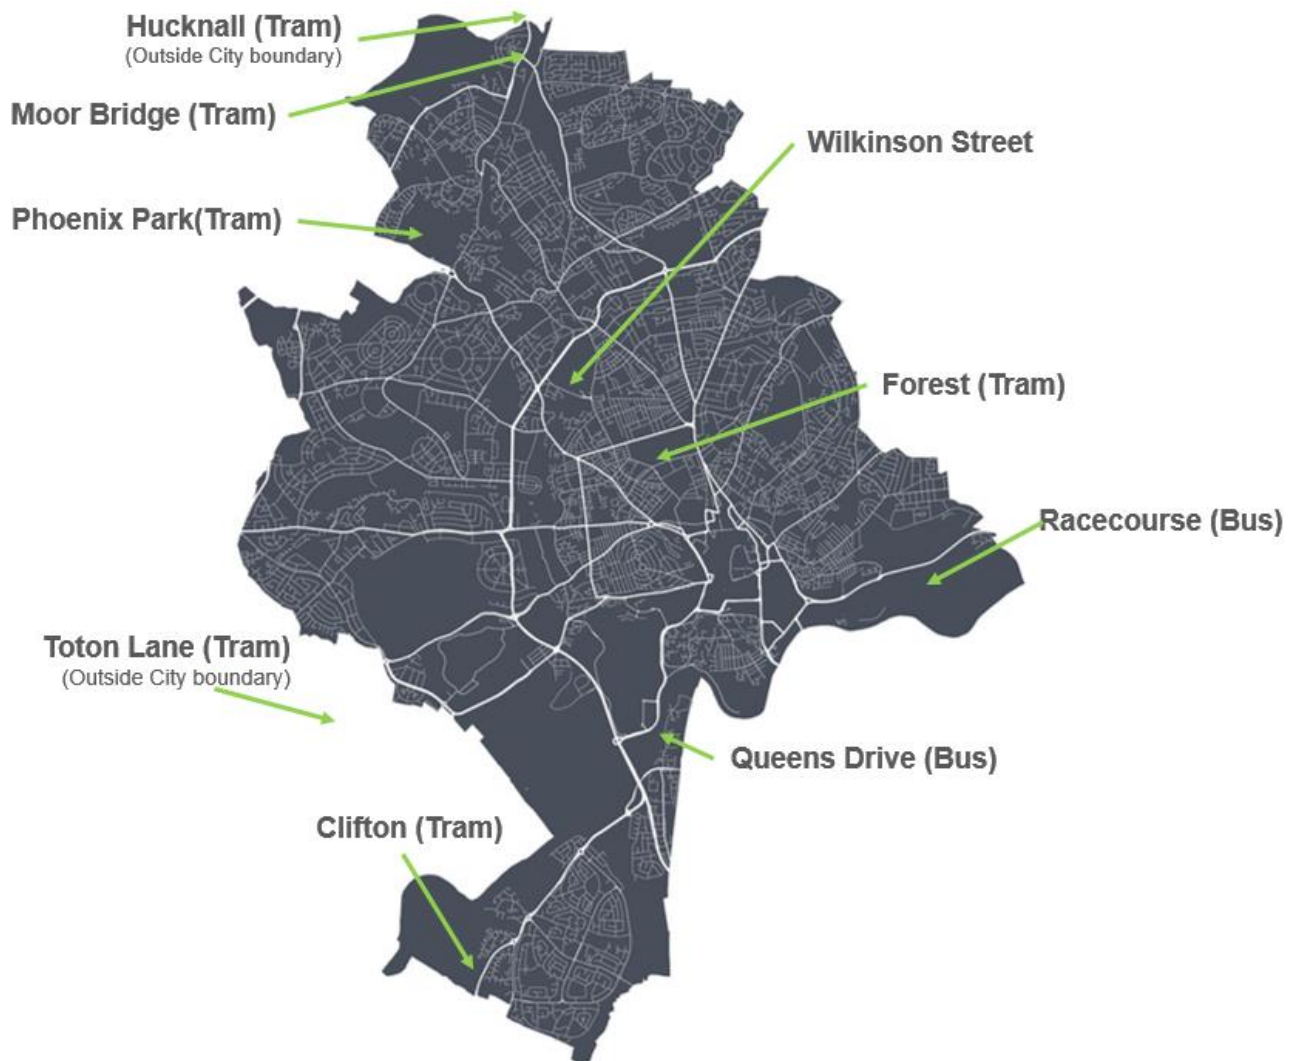 Hucknall (Tram)
(Outside City boundary)
Moor Bridge (Tram)
Wilkinson Street
Phoenix Park(Tram)
Forest (Tram)
Racecourse (Bus)
Toton Lane (Tram)
(Outside City boundary)
Queens Drive (Bus)
Clifton (Tram)